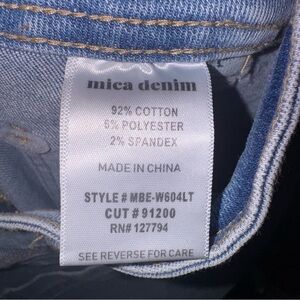 mica denim
92% COTTON
6% POLYESTER
2% SPANDEX
MADE IN CHINA
STYLE # MBE-W604LT
CUT # 91200
RN# 127794
SEE REVERSE FOR CARE